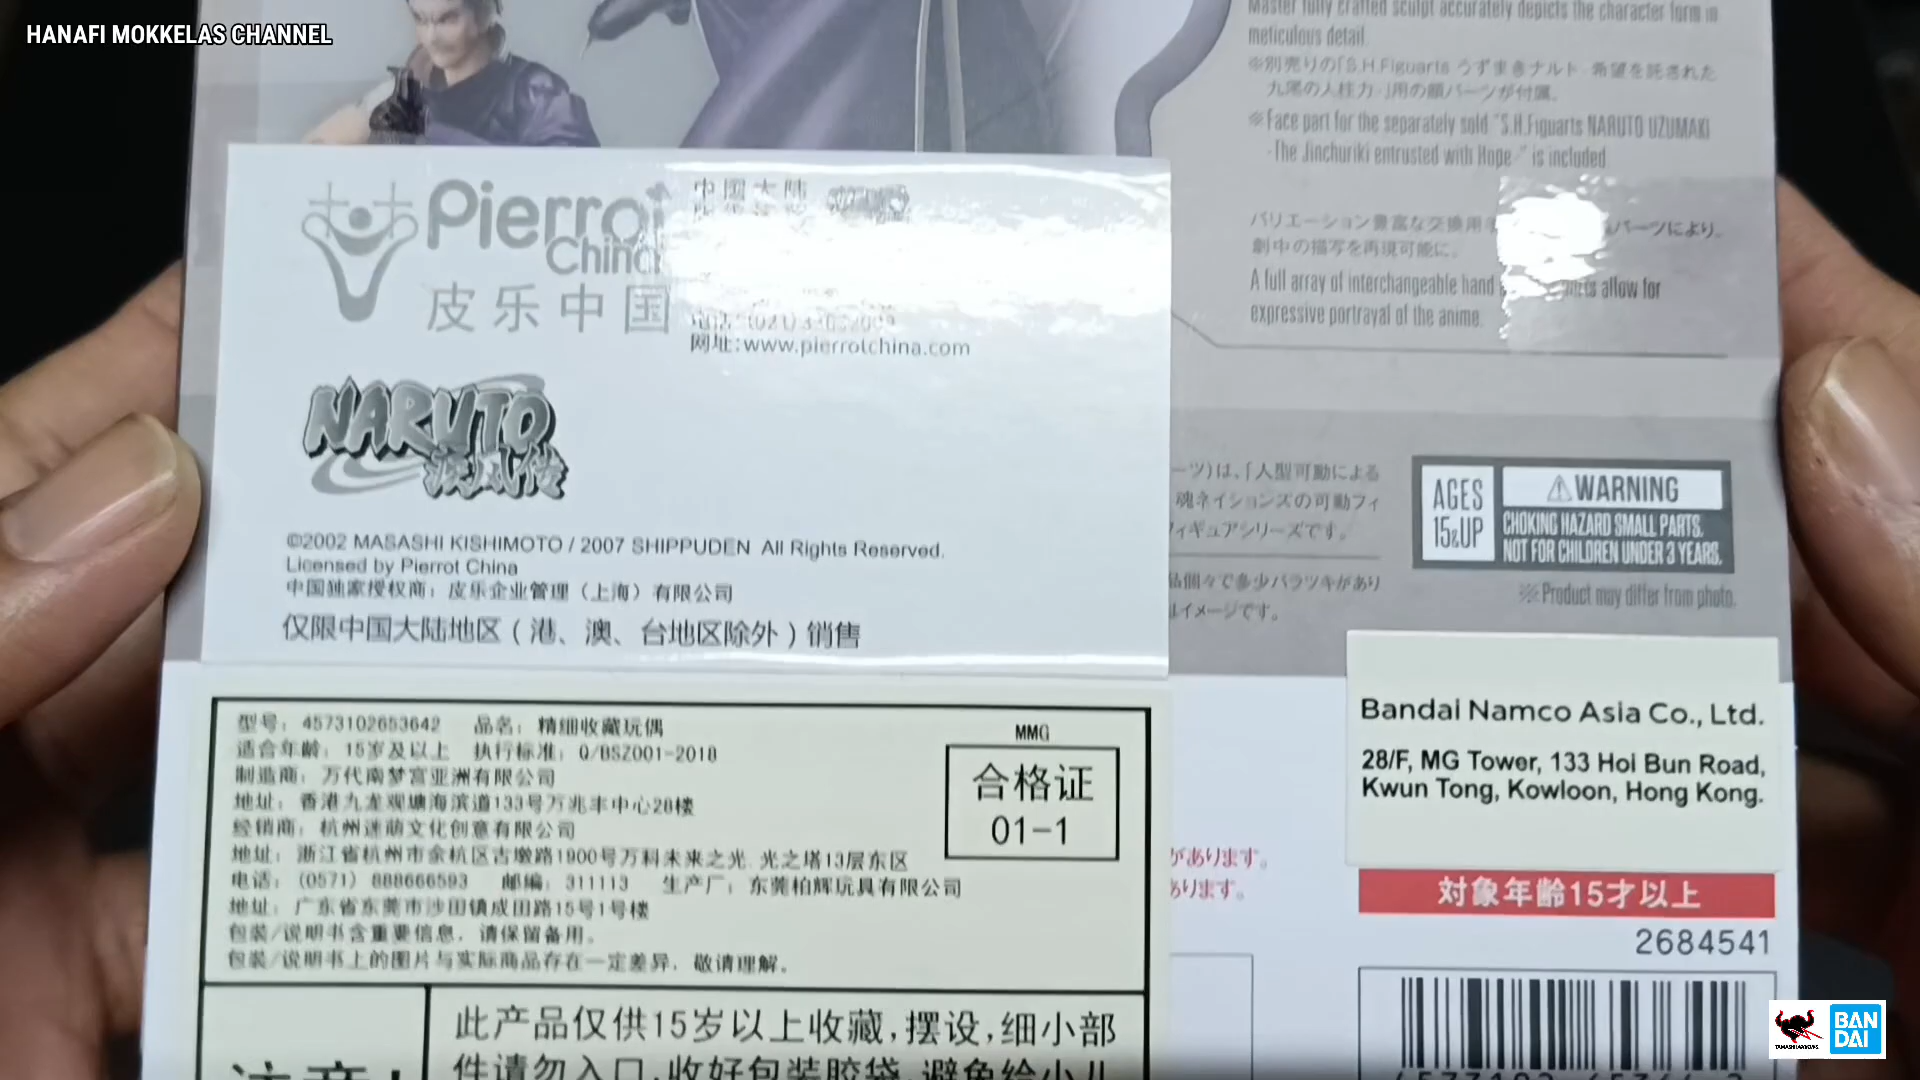 HANAFI MOKKELAS CHANNEL
Master fully crafted sculpt accurately depicts the character form in
meticulous detail.
※別売りの「S.H.Figuarts うずまきナルト-希望を託された
九尾の人柱力-」用の顔パーツが付属。
※Face part for the separately sold "S.H.Figuarts NARUTO UZUMAKI
-The Jinchuriki entrusted with Hope-" is included.
Pierrot
China
皮乐中国
中国大陆
网址:www.pierrotchina.com
バリエーション豊富な交換用
パーツにより、
劇中の描写を再現可能に。
A full array of interchangeable hand
allow for
expressive portrayal of the anime.
NARUTO
疾风传
©2002 MASASHI KISHIMOTO / 2007 SHIPPUDEN All Rights Reserved.
Licensed by Pierrot China
中国独家授权商：皮乐企业管理（上海）有限公司
仅限中国大陆地区（港、澳、台地区除外）销售
ーツ)は、「人型可動による
魂ネイションズの可動フィ
ィギュアシリーズです。
品個々で多少バラツキがあり
はイメージです。
AGES
15&UP
⚠WARNING
CHOKING HAZARD SMALL PARTS.
NOT FOR CHILDREN UNDER 3 YEARS.
※Product may differ from photo.
型号：4573102653642 品名：精细收藏玩偶
适合年龄：15岁及以上 执行标准：Q/BSZ001-2018
制造商：万代南梦宫亚洲有限公司
地址：香港九龙观塘海滨道133号万兆丰中心28楼
经销商：杭州迷萌文化创意有限公司
地址：浙江省杭州市余杭区古墩路1900号万科未来之光.光之塔13层东区
电话：(0571) 888666593 邮编：311113 生产厂：东莞柏辉玩具有限公司
地址：广东省东莞市沙田镇成田路15号1号楼
包装/说明书含重要信息，请保留备用。
包装/说明书上的图片与实际商品存在一定差异，敬请理解。
MMG
合格证
01-1
Bandai Namco Asia Co., Ltd.
28/F, MG Tower, 133 Hoi Bun Road,
Kwun Tong, Kowloon, Hong Kong.
があります。
あります。
対象年齢15才以上
2684541
此产品仅供15岁以上收藏,摆设,细小部
件请勿入口,收好包装胶袋,避免给小儿
注意!
BAN
DAI